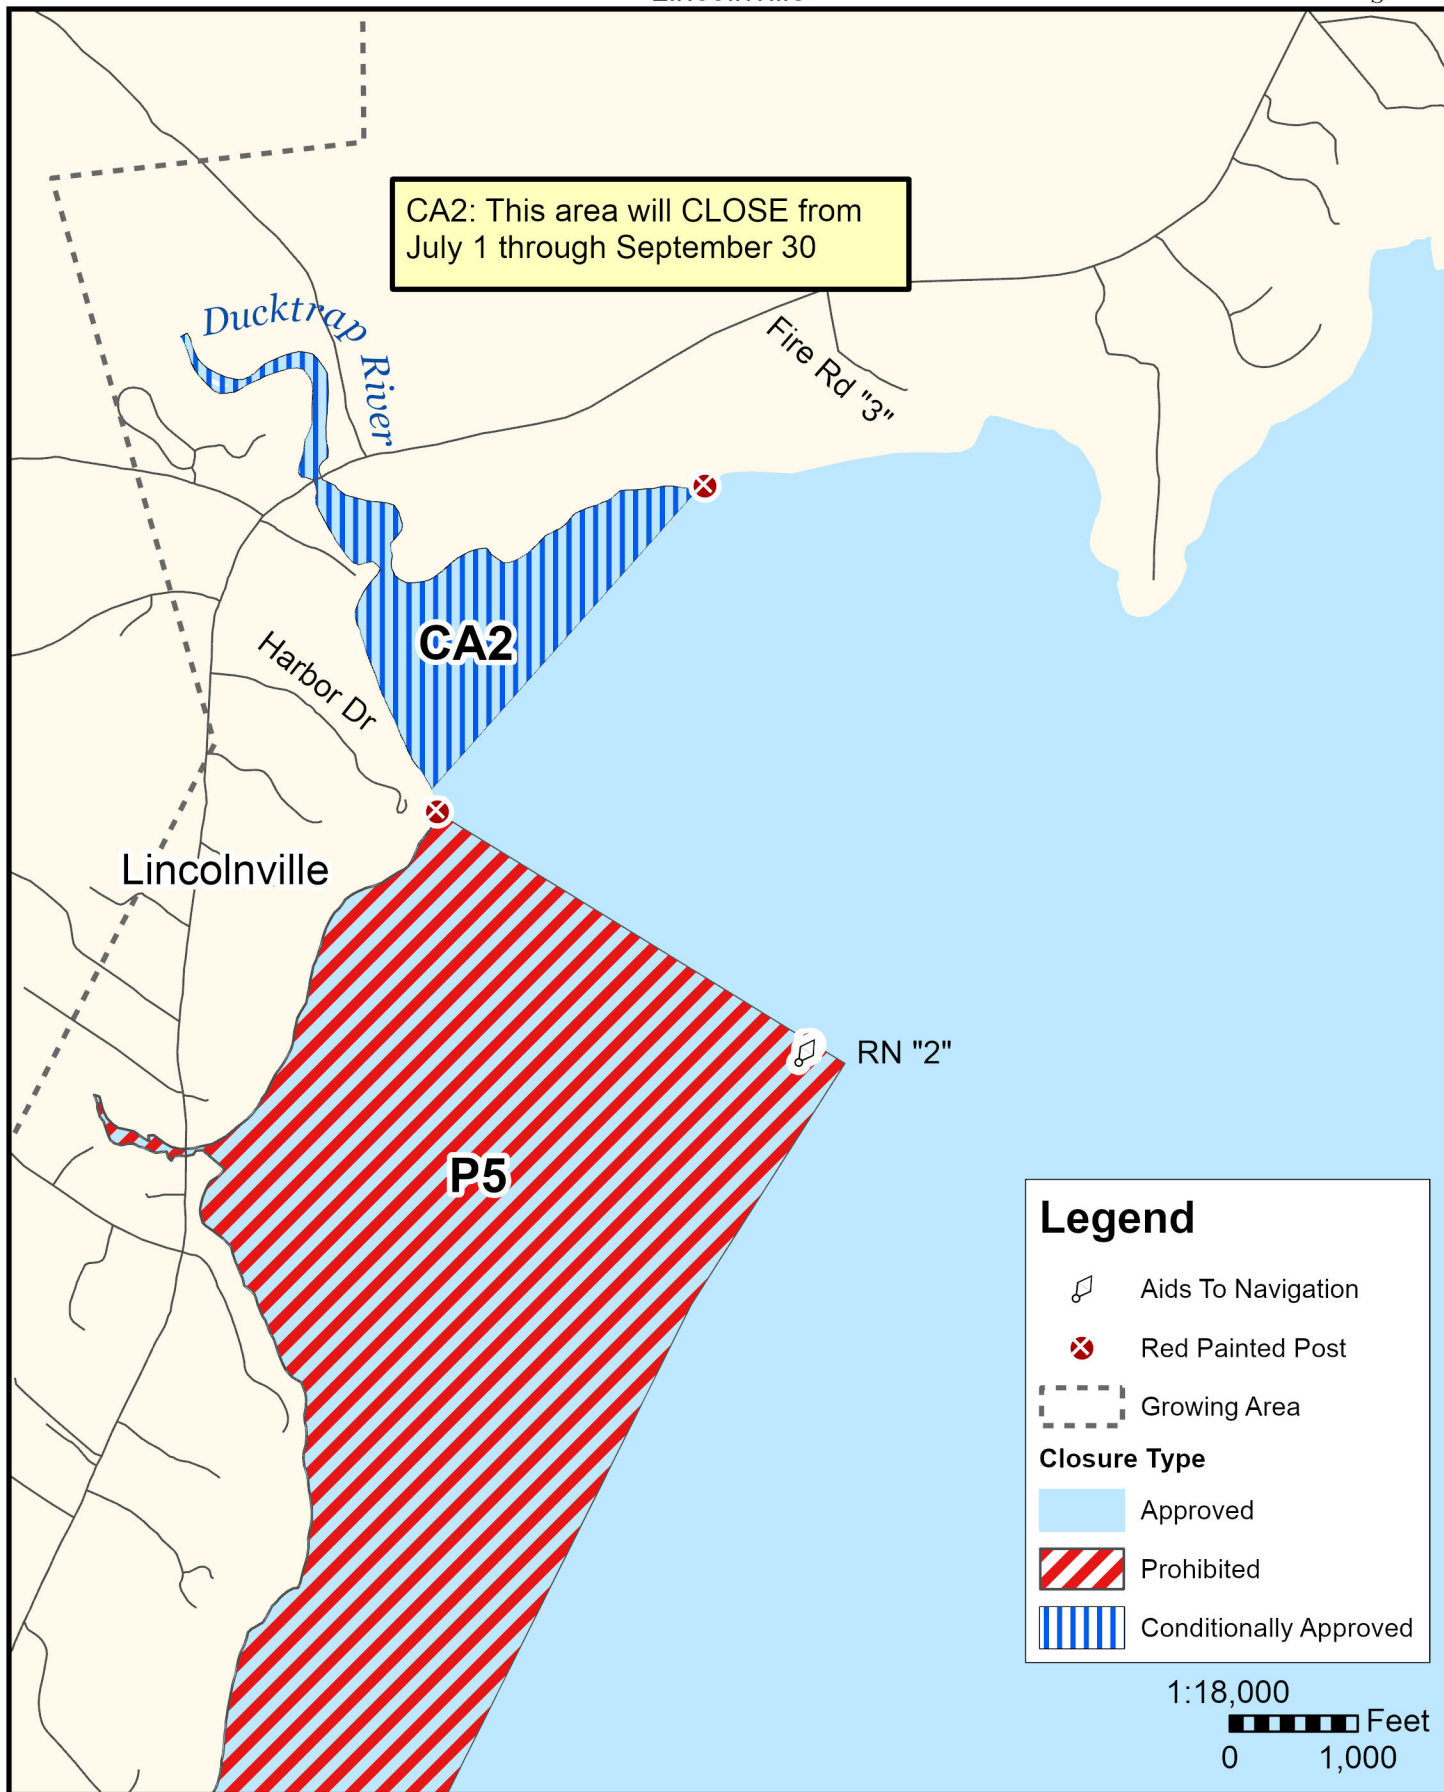 CA2: This area will CLOSE from
July 1 through September 30
Ducktrap River
Fire Rd "3"
CA2
Harbor Dr
Lincolnville
RN "2"
P5
Legend
Aids To Navigation
Red Painted Post
Growing Area
Closure Type
Approved
Prohibited
Conditionally Approved
1:18,000
Feet
0 1,000